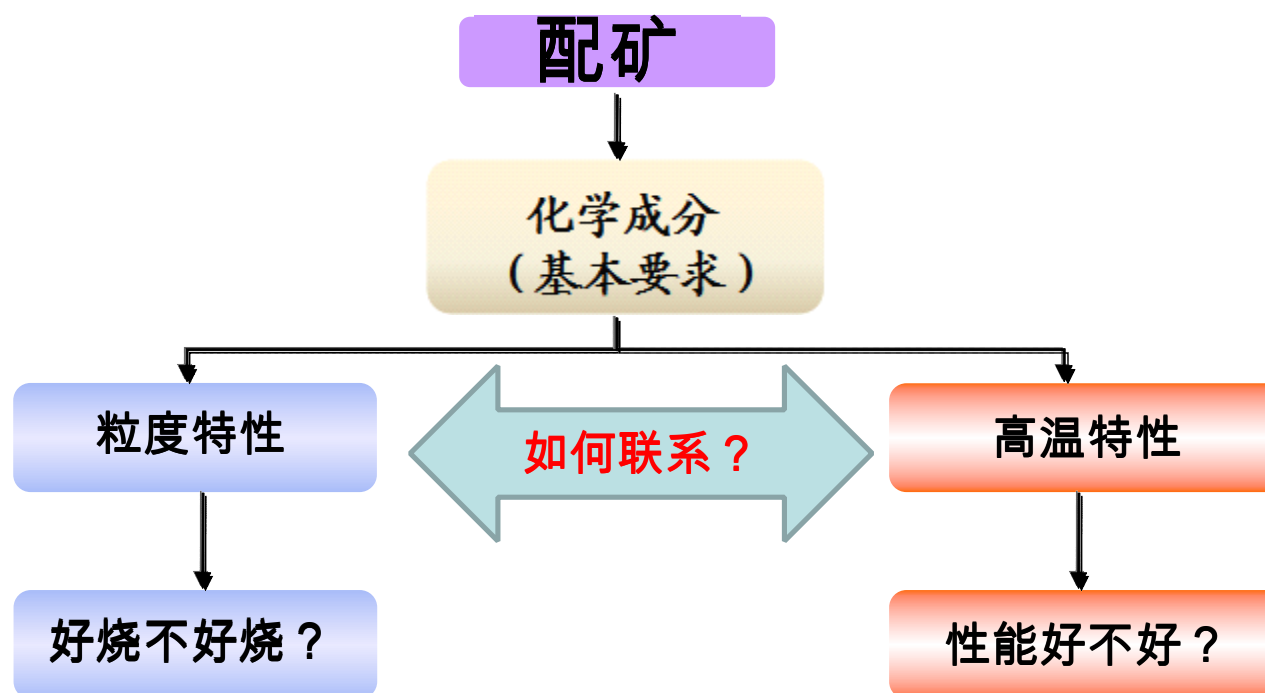 配矿
化学成分
（基本要求）
粒度特性
如何联系？
高温特性
好烧不好烧？
性能好不好？